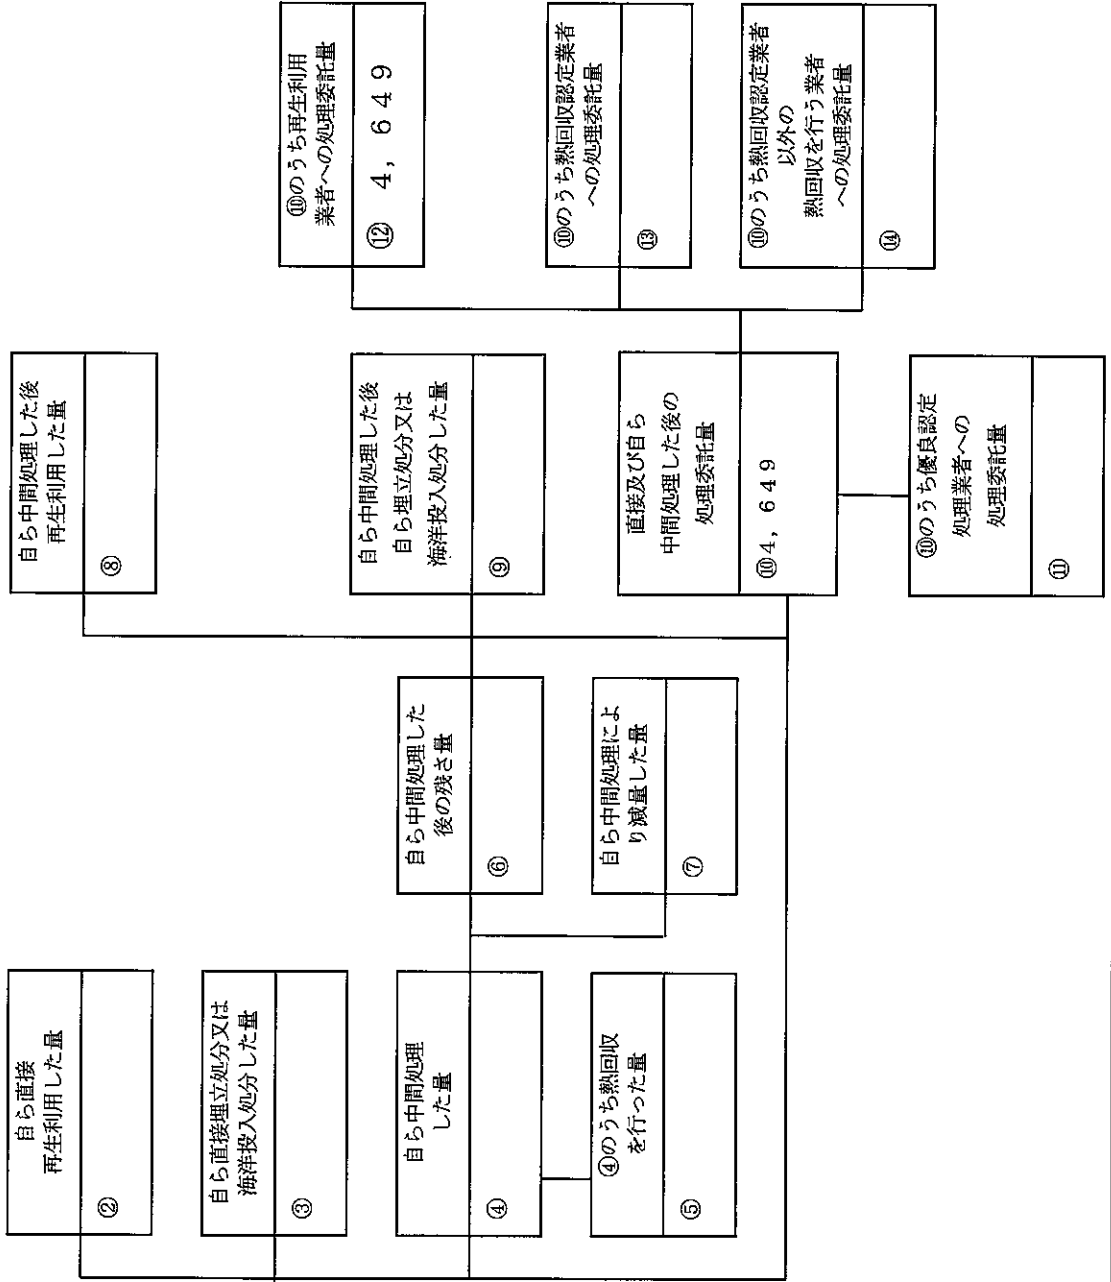 自ら直接
再生利用した量
②
自ら直接埋立処分又は
海洋投入処分した量
③
自ら中間処理
した量
④
④のうち熱回収
を行った量
⑤
自ら中間処理した
後の残さ量
⑥
自ら中間処理によ
り減量した量
⑦
自ら中間処理した後
再生利用した量
⑧
自ら中間処理した後
自ら埋立処分又は
海洋投入処分した量
⑨
直接及び自ら
中間処理した後の
処理委託量
⑩4,649
⑩のうち優良認定
処理業者への
処理委託量
⑪
⑩のうち再生利用
業者への処理委託量
⑫ 4,649
⑩のうち熱回収認定業者
への処理委託量
⑬
⑩のうち熱回収認定業者
以外の
熱回収を行う業者
への処理委託量
⑭